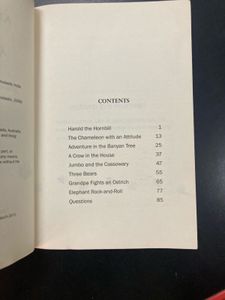 CONTENTS
Harold the Hornbill 1
The Chameleon with an Attitude 13
Adventure in the Banyan Tree 25
A Crow in the House 37
Jumbo and the Cassowary 47
Three Bears 55
Grandpa Fights an Ostrich 65
Elephant Rock-and-Roll 77
Questions 85